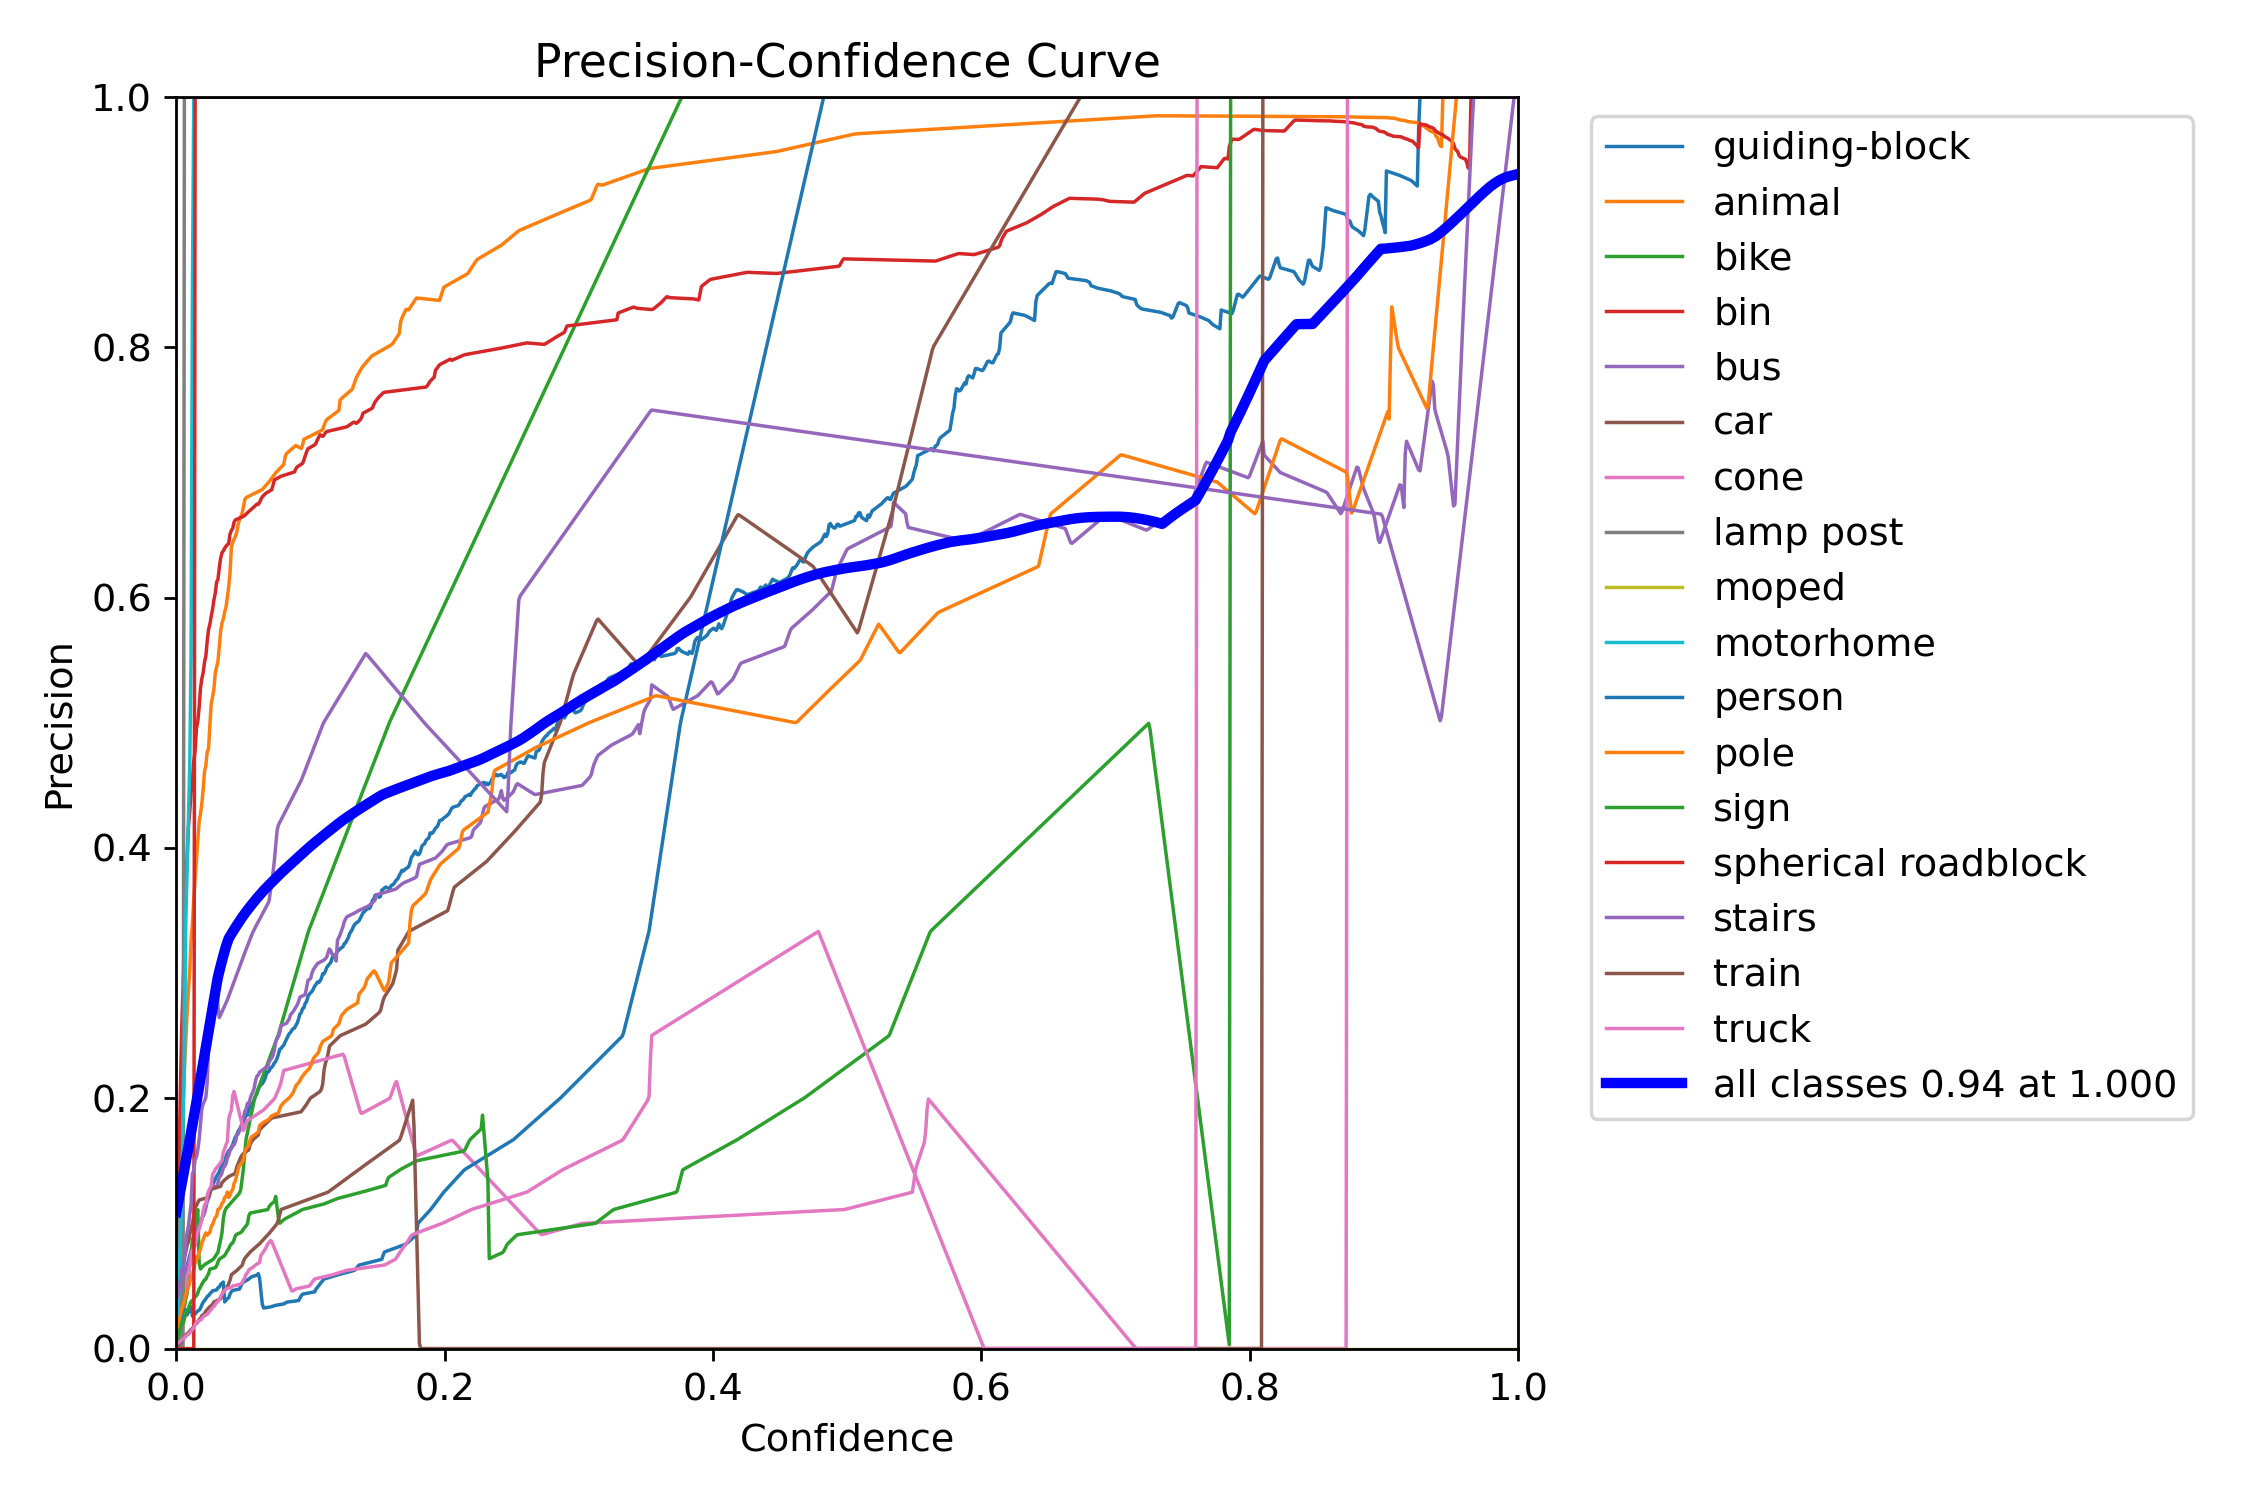 Precision-Confidence Curve
1.0
0.8
0.6
0.4
0.2
0.0
Precision
0.0 0.2 0.4 0.6 0.8 1.0
Confidence
guiding-block
animal
bike
bin
bus
car
cone
lamp post
moped
motorhome
person
pole
sign
spherical roadblock
stairs
train
truck
all classes 0.94 at 1.000